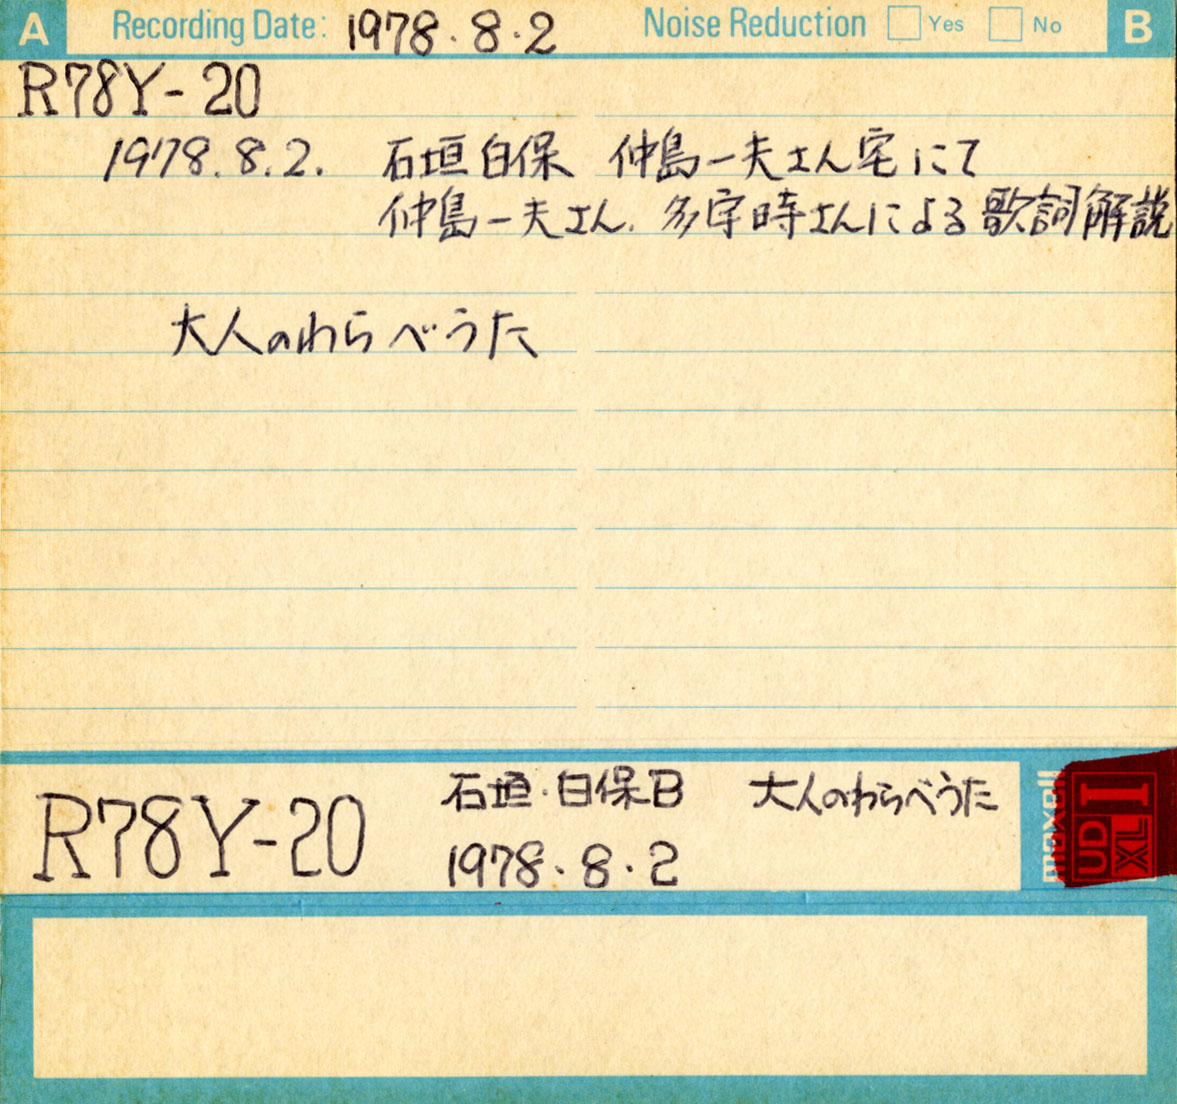 A Recording Date: 1978.8.2 Noise Reduction Yes No B
R78Y-20
1978.8.2. 石垣白保 仲島一夫さん宅にて
仲島一夫さん. 多宇時さんによる歌詞解説
大人のわらべうた
R78Y-20
石垣・白保B 大人のわらべうた
1978.8.2
maxell
UD XL I